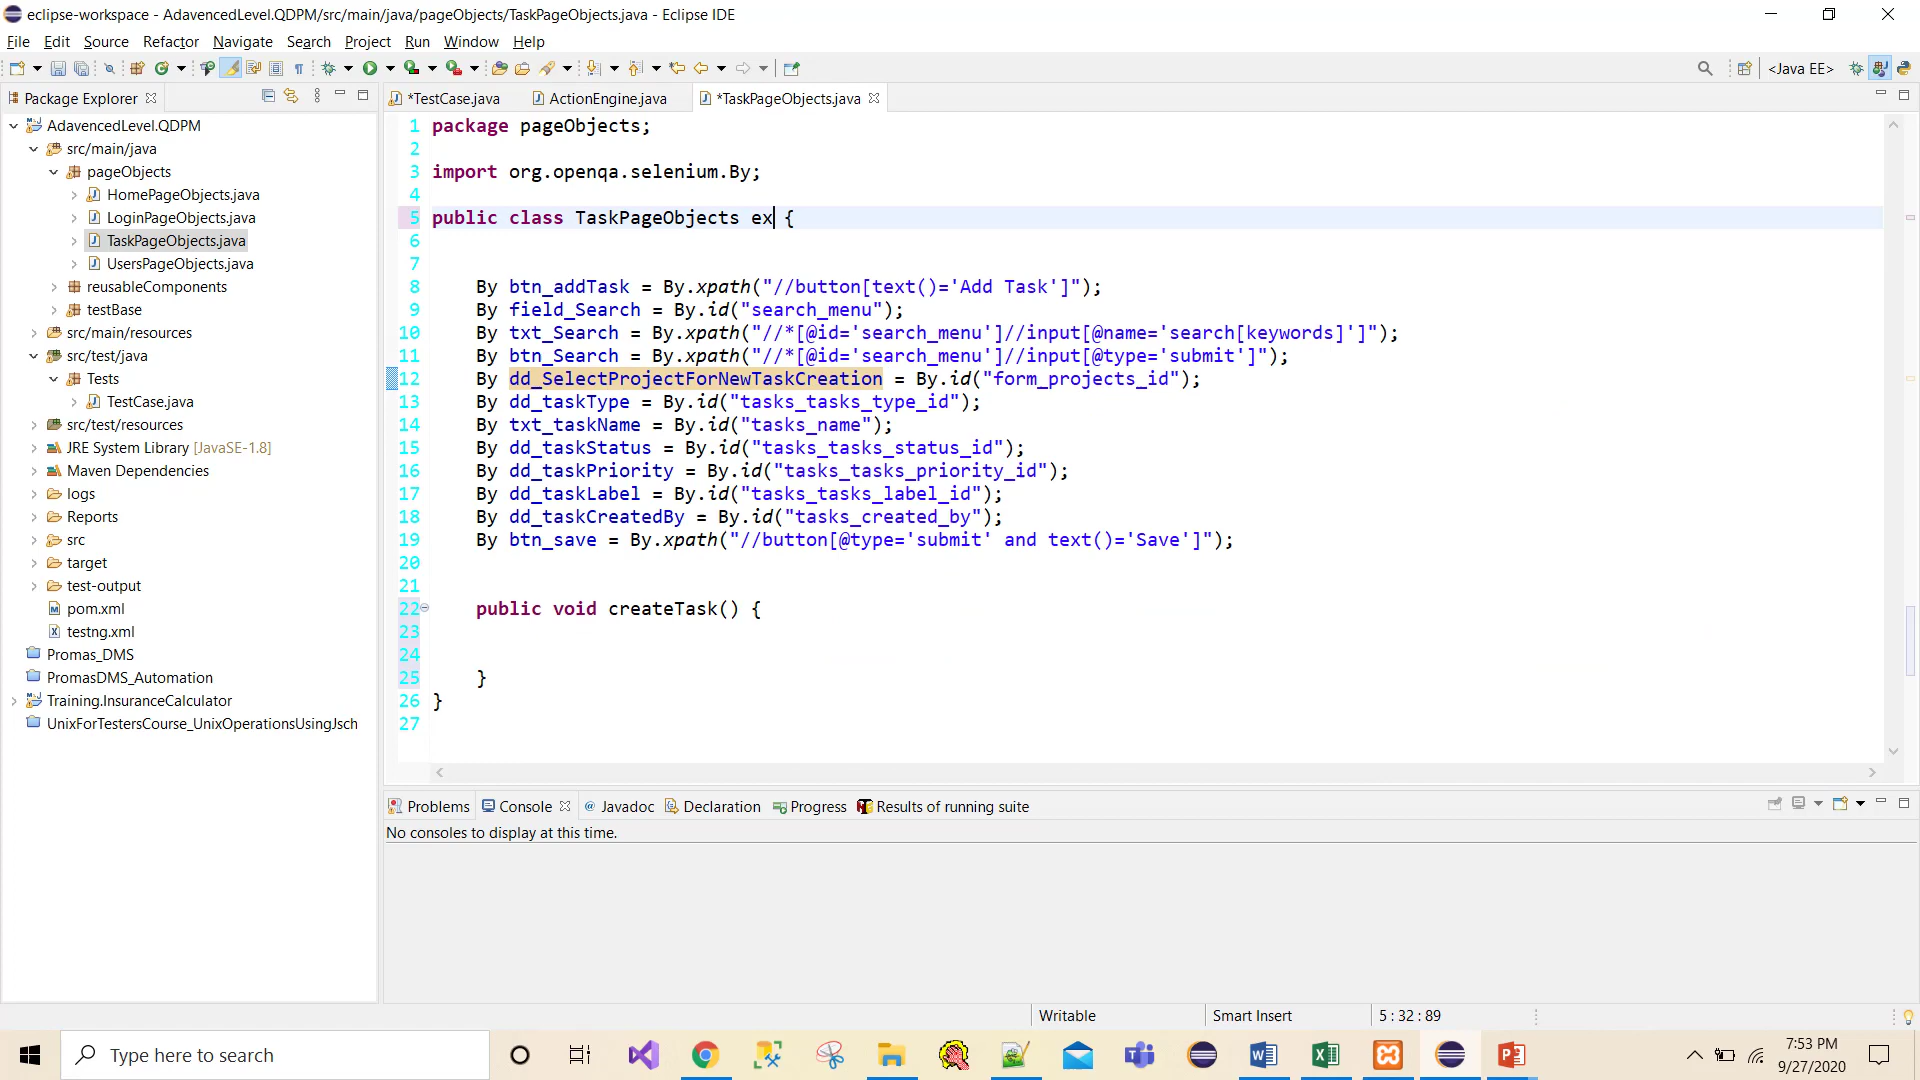 eclipse-workspace - AdavencedLevel.QDPM/src/main/java/pageObjects/TaskPageObjects.java - Eclipse IDE
File Edit Source Refactor Navigate Search Project Run Window Help
<Java EE>
Package Explorer
*TestCase.java ActionEngine.java *TaskPageObjects.java
AdavencedLevel.QDPM
src/main/java
pageObjects
HomePageObjects.java
LoginPageObjects.java
TaskPageObjects.java
UsersPageObjects.java
reusableComponents
testBase
src/main/resources
src/test/java
Tests
TestCase.java
src/test/resources
JRE System Library [JavaSE-1.8]
Maven Dependencies
logs
Reports
src
target
test-output
pom.xml
testng.xml
Promas_DMS
PromasDMS_Automation
Training.InsuranceCalculator
UnixForTestersCourse_UnixOperationsUsingJsch
1 package pageObjects;
2
3 import org.openqa.selenium.By;
4
5 public class TaskPageObjects ex {
6
7
8 By btn_addTask = By.xpath("//button[text()='Add Task']");
9 By field_Search = By.id("search_menu");
10 By txt_Search = By.xpath("//*[@id='search_menu']//input[@name='search[keywords]']");
11 By btn_Search = By.xpath("//*[@id='search_menu']//input[@type='submit']");
12 By dd_SelectProjectForNewTaskCreation = By.id("form_projects_id");
13 By dd_taskType = By.id("tasks_tasks_type_id");
14 By txt_taskName = By.id("tasks_name");
15 By dd_taskStatus = By.id("tasks_tasks_status_id");
16 By dd_taskPriority = By.id("tasks_tasks_priority_id");
17 By dd_taskLabel = By.id("tasks_tasks_label_id");
18 By dd_taskCreatedBy = By.id("tasks_created_by");
19 By btn_save = By.xpath("//button[@type='submit' and text()='Save']");
20
21
22 public void createTask() {
23
24
25 }
26 }
27
Problems Console Javadoc Declaration Progress Results of running suite
No consoles to display at this time.
Writable Smart Insert 5 : 32 : 89
Type here to search
7:53 PM
9/27/2020